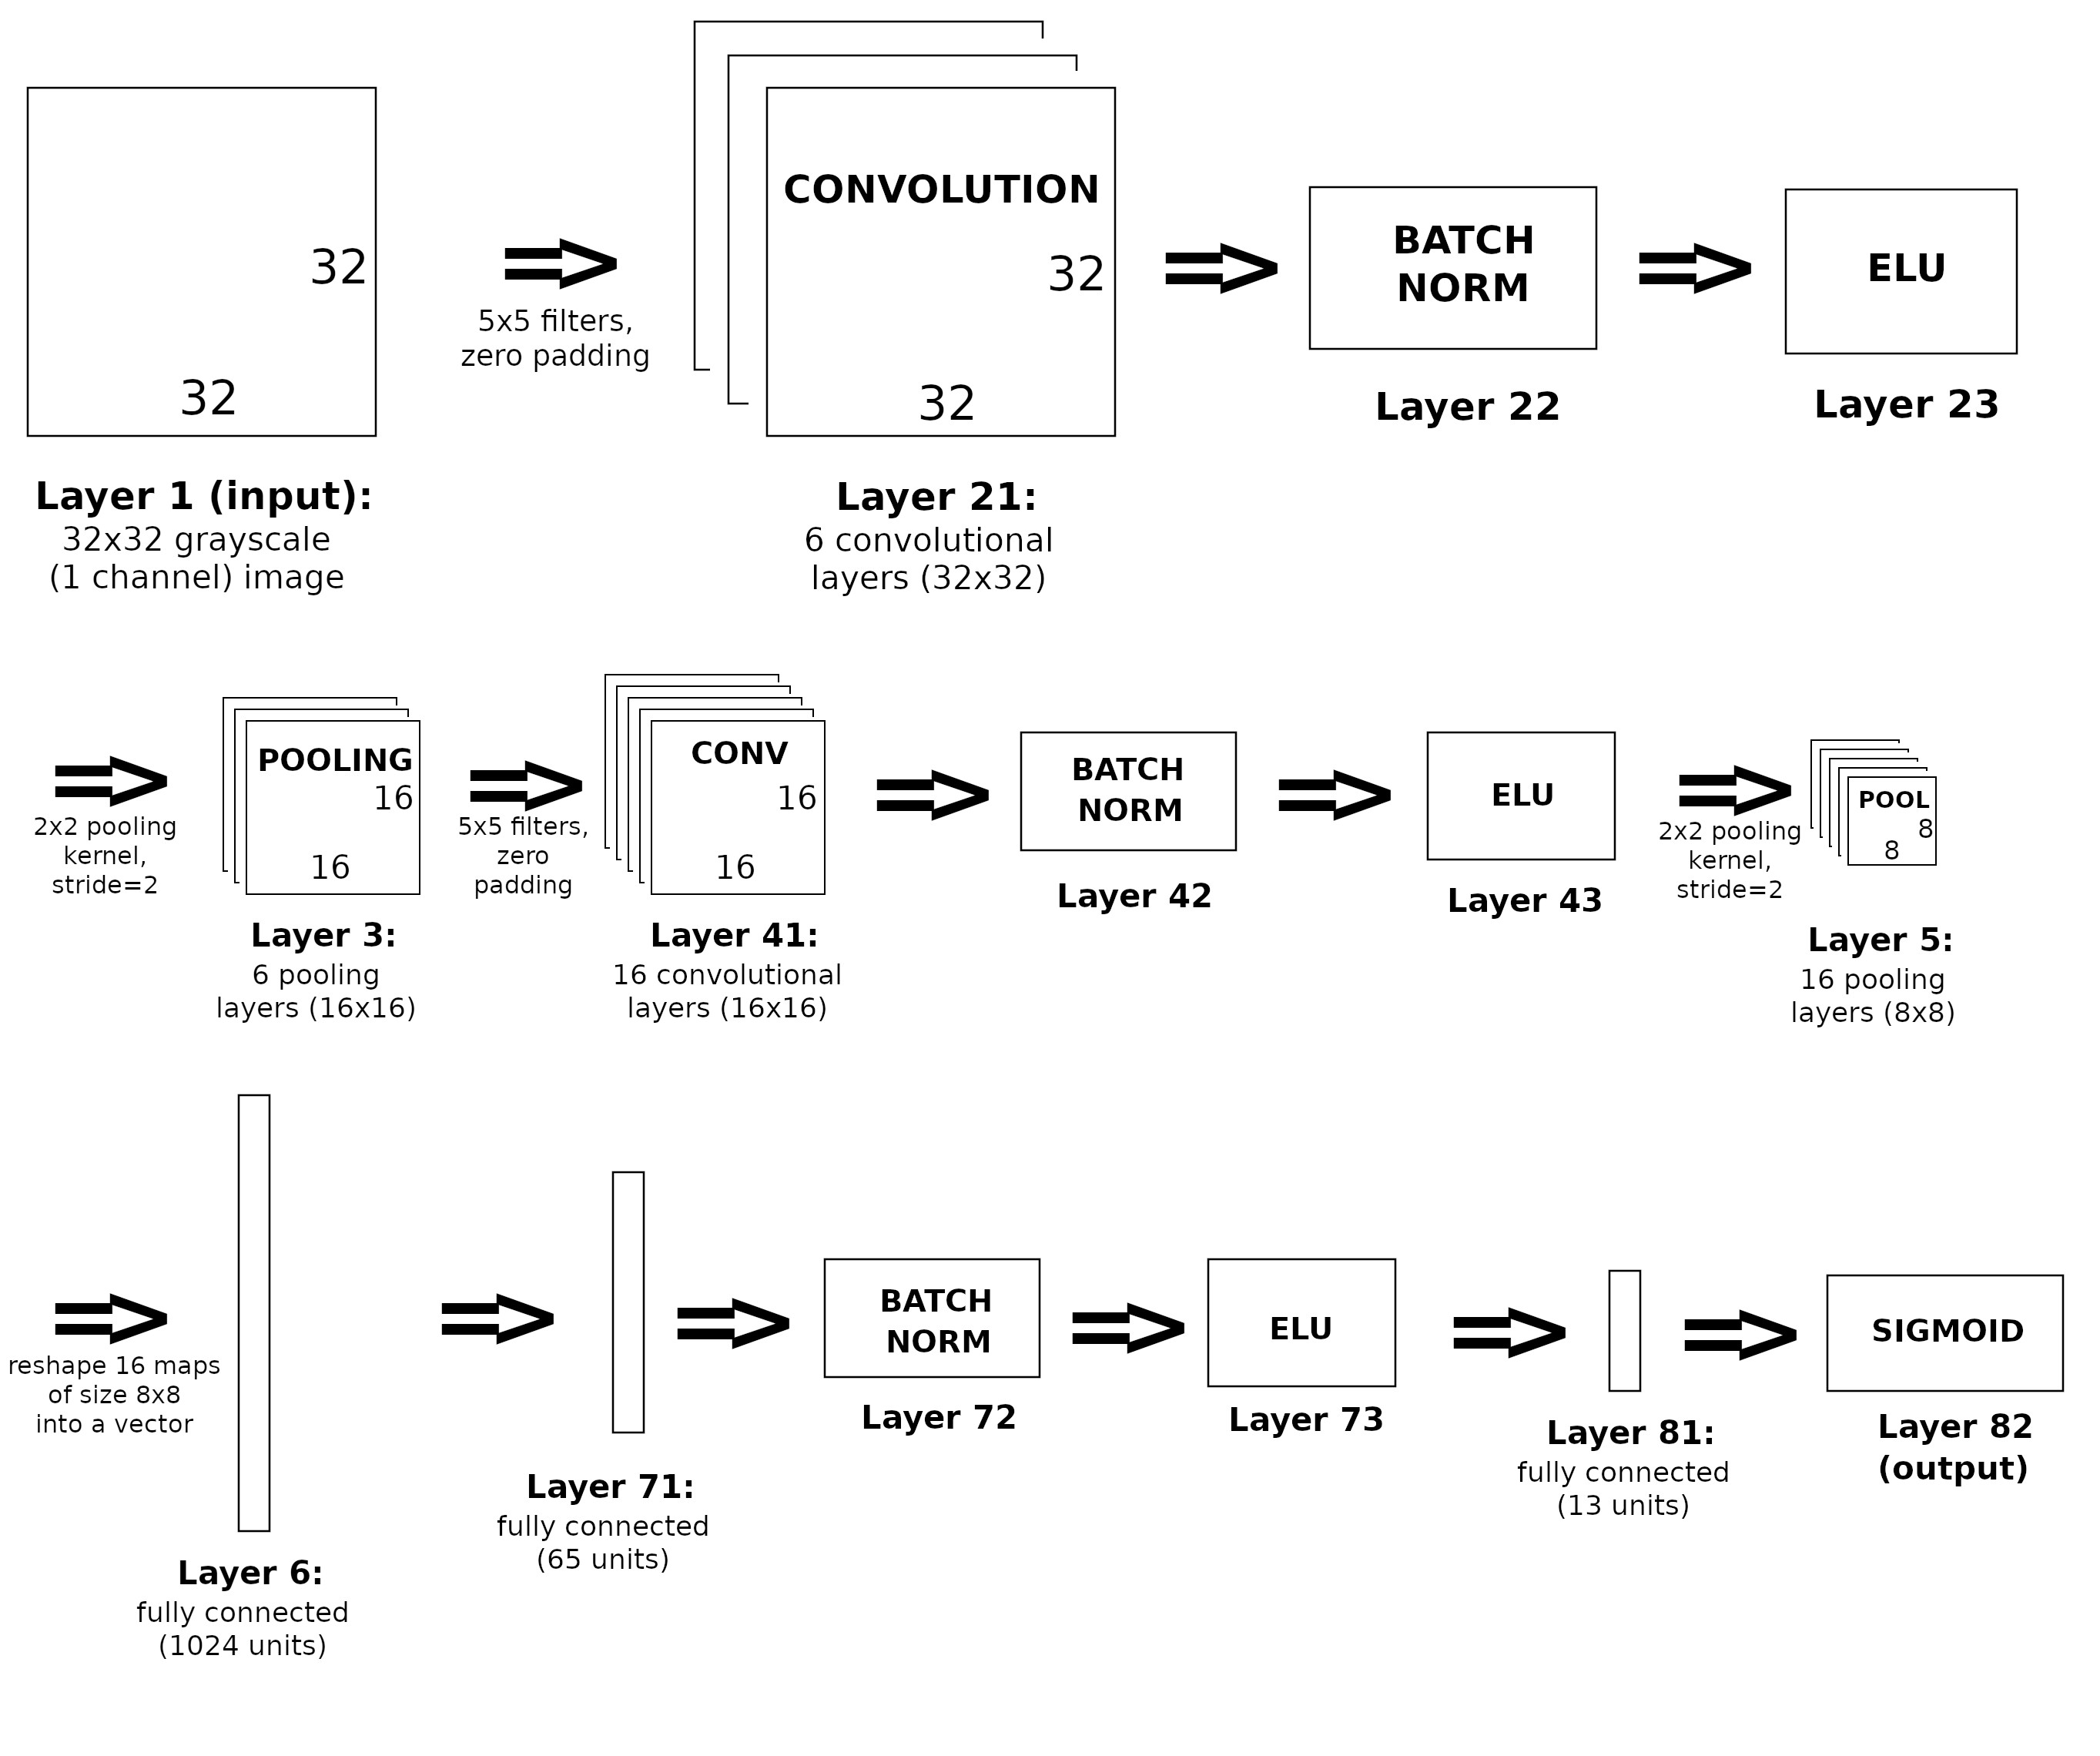 32
32
Layer 1 (input):
32x32 grayscale
(1 channel) image
5x5 filters,
zero padding
CONVOLUTION
32
32
Layer 21:
6 convolutional
layers (32x32)
BATCH
NORM
Layer 22
ELU
Layer 23
2x2 pooling
kernel,
stride=2
POOLING
16
16
Layer 3:
6 pooling
layers (16x16)
5x5 filters,
zero
padding
CONV
16
16
Layer 41:
16 convolutional
layers (16x16)
BATCH
NORM
Layer 42
ELU
Layer 43
2x2 pooling
kernel,
stride=2
POOL
8
8
Layer 5:
16 pooling
layers (8x8)
reshape 16 maps
of size 8x8
into a vector
Layer 6:
fully connected
(1024 units)
Layer 71:
fully connected
(65 units)
BATCH
NORM
Layer 72
ELU
Layer 73
Layer 81:
fully connected
(13 units)
SIGMOID
Layer 82
(output)